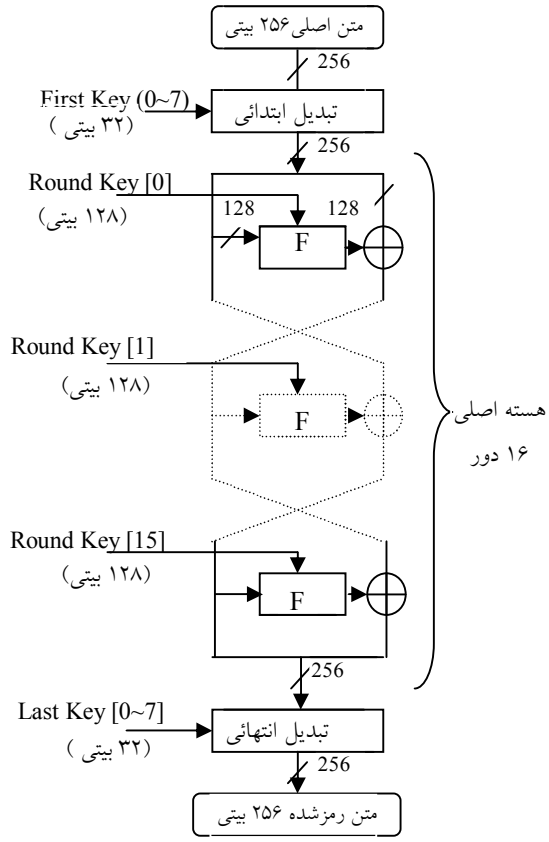 متن اصلی ۲۵۶ بیتی
256
First Key (0~7)
(۳۲ بیتی )
تبدیل ابتدائی
256
Round Key [0]
(۱۲۸ بیتی)
128
128
F
Round Key [1]
(۱۲۸ بیتی)
F
هسته اصلی
۱۶ دور
Round Key [15]
(۱۲۸ بیتی)
F
256
Last Key [0~7]
(۳۲ بیتی )
تبدیل انتهائی
256
متن رمزشده ۲۵۶ بیتی